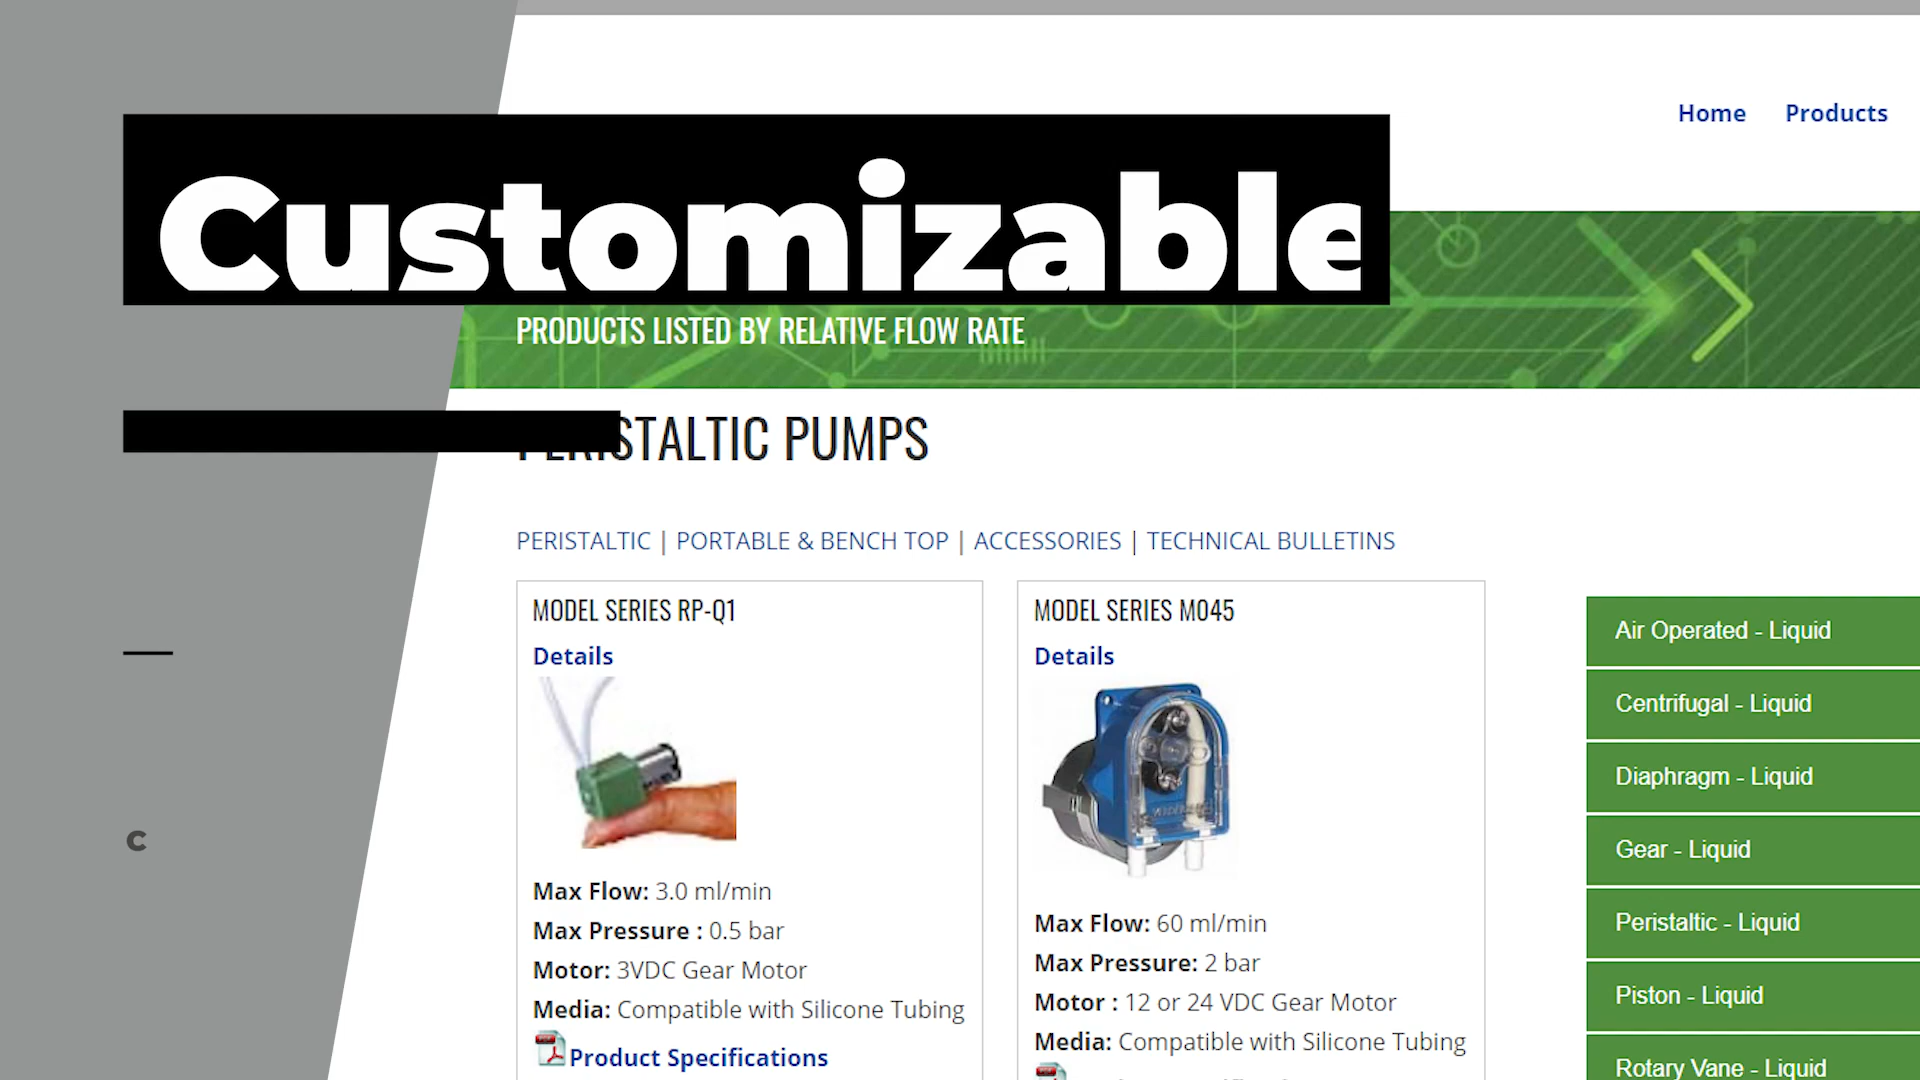 Home Products
Customizable
PRODUCTS LISTED BY RELATIVE FLOW RATE
PERISTALTIC PUMPS
PERISTALTIC | PORTABLE & BENCH TOP | ACCESSORIES | TECHNICAL BULLETINS
MODEL SERIES RP-Q1
Details
Max Flow: 3.0 ml/min
Max Pressure : 0.5 bar
Motor: 3VDC Gear Motor
Media: Compatible with Silicone Tubing
Product Specifications
MODEL SERIES M045
Details
Max Flow: 60 ml/min
Max Pressure: 2 bar
Motor : 12 or 24 VDC Gear Motor
Media: Compatible with Silicone Tubing
Air Operated - Liquid
Centrifugal - Liquid
Diaphragm - Liquid
Gear - Liquid
Peristaltic - Liquid
Piston - Liquid
Rotary Vane - Liquid
C